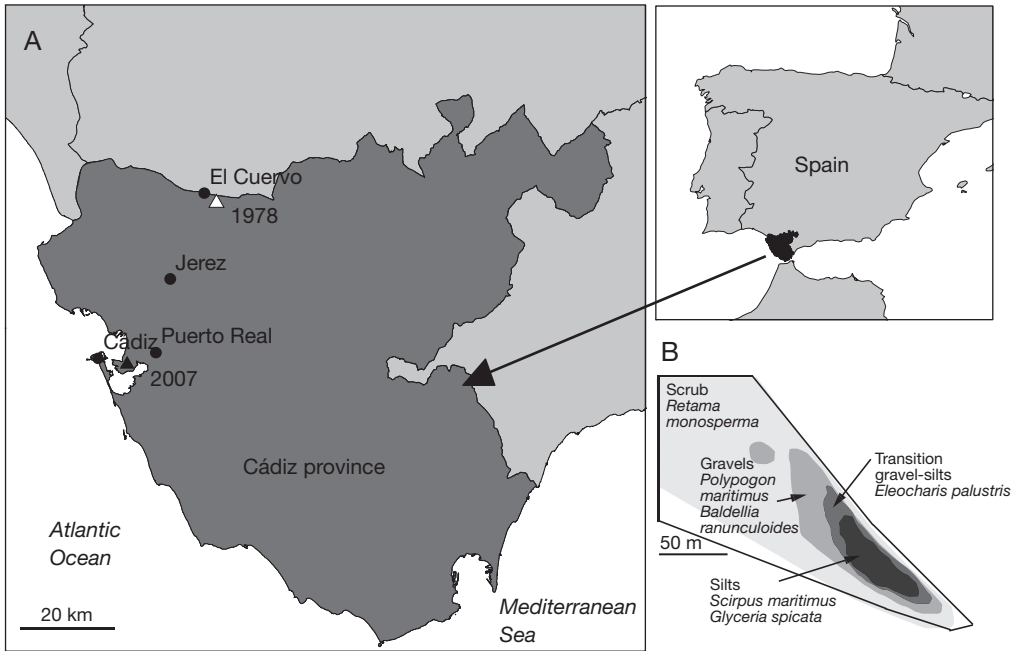 A
El Cuervo
1978
Jerez
Cádiz
Puerto Real
2007
Cádiz province
Atlantic
Ocean
20 km
Mediterranean
Sea
Spain
B
Scrub
Retama
monosperma
Gravels
Polypogon
maritimus
Baldellia
ranunculoides
Transition
gravel-silts
Eleocharis palustris
50 m
Silts
Scirpus maritimus
Glyceria spicata